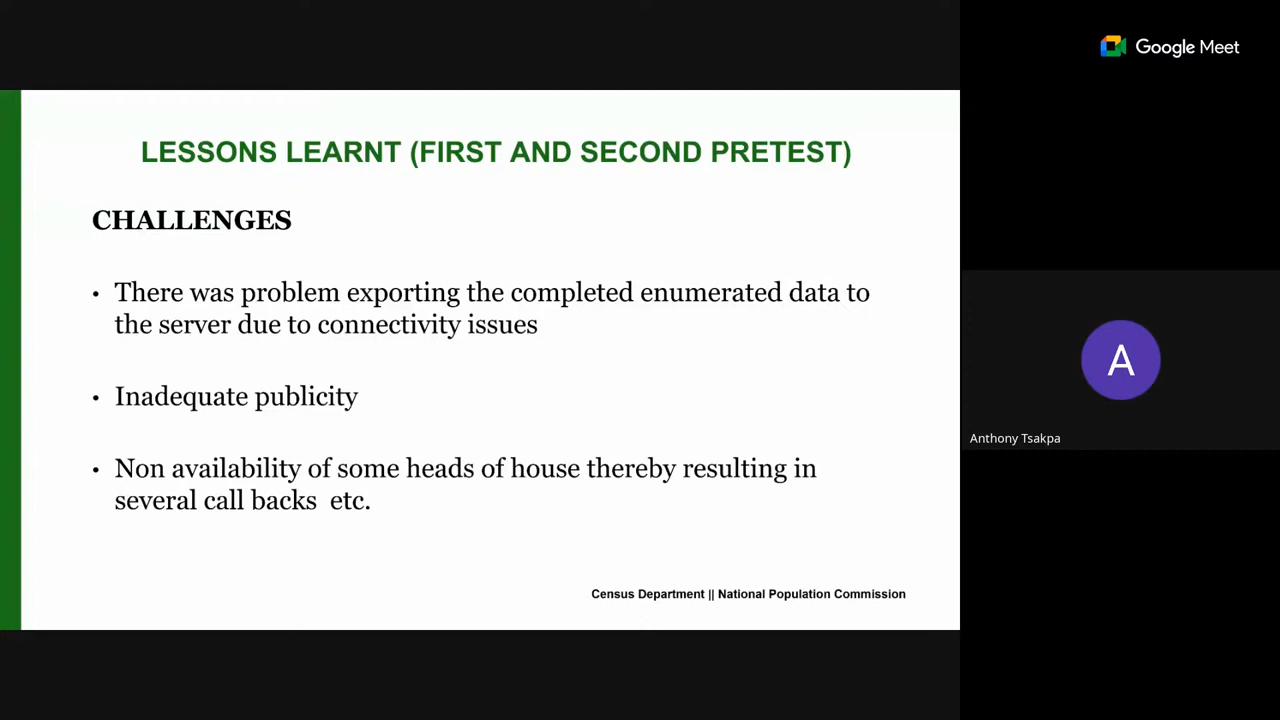 Google Meet
LESSONS LEARNT (FIRST AND SECOND PRETEST)
CHALLENGES
• There was problem exporting the completed enumerated data to
the server due to connectivity issues
• Inadequate publicity
• Non availability of some heads of house thereby resulting in
several call backs  etc.
Census Department || National Population Commission
A
Anthony Tsakpa